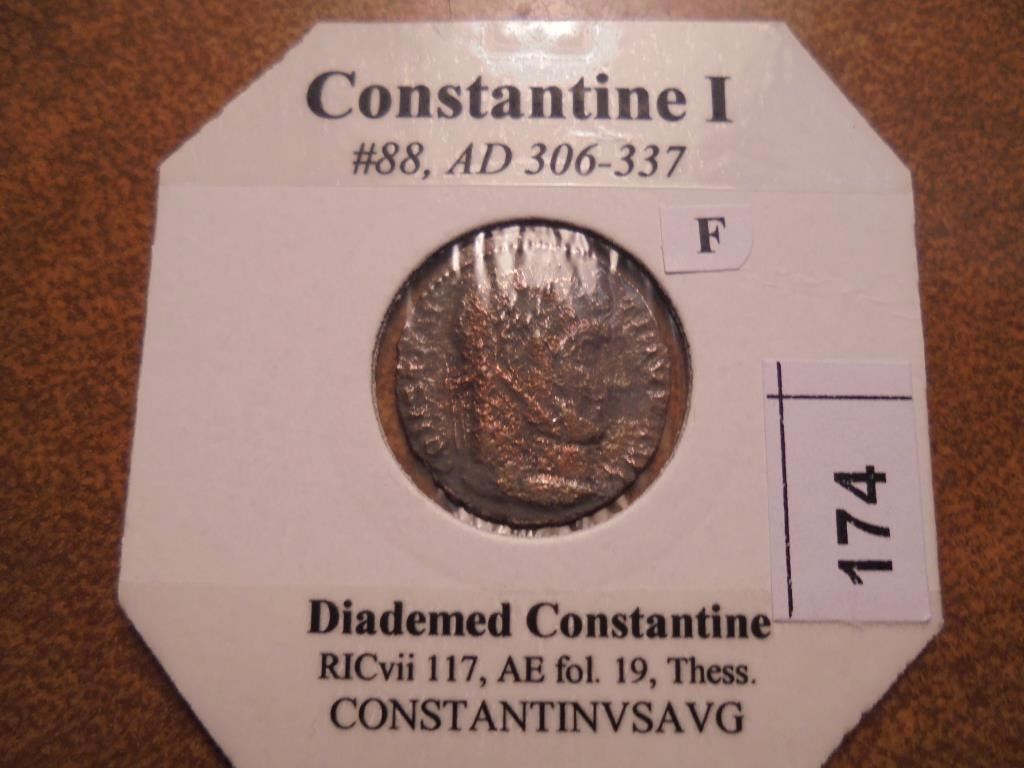 Constantine I
#88, AD 306-337
F
174
Diademed Constantine
RICvii 117, AE fol. 19, Thess.
CONSTANTINVSAVG